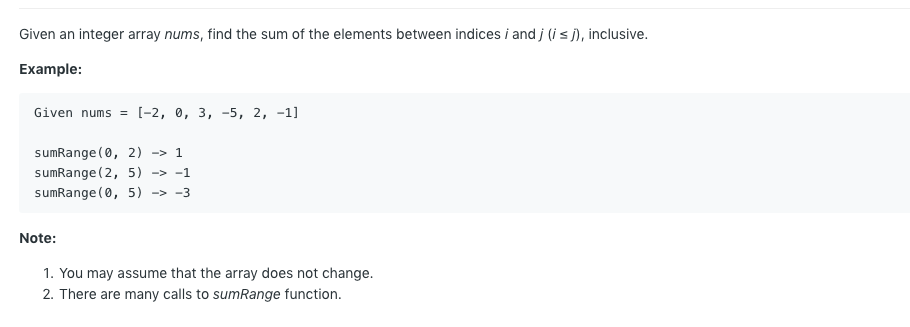 Given an integer array nums, find the sum of the elements between indices i and j (i ≤ j), inclusive.
Example:
Given nums = [-2, 0, 3, -5, 2, -1]
sumRange(0, 2) -> 1
sumRange(2, 5) -> -1
sumRange(0, 5) -> -3
Note:
1. You may assume that the array does not change.
2. There are many calls to sumRange function.